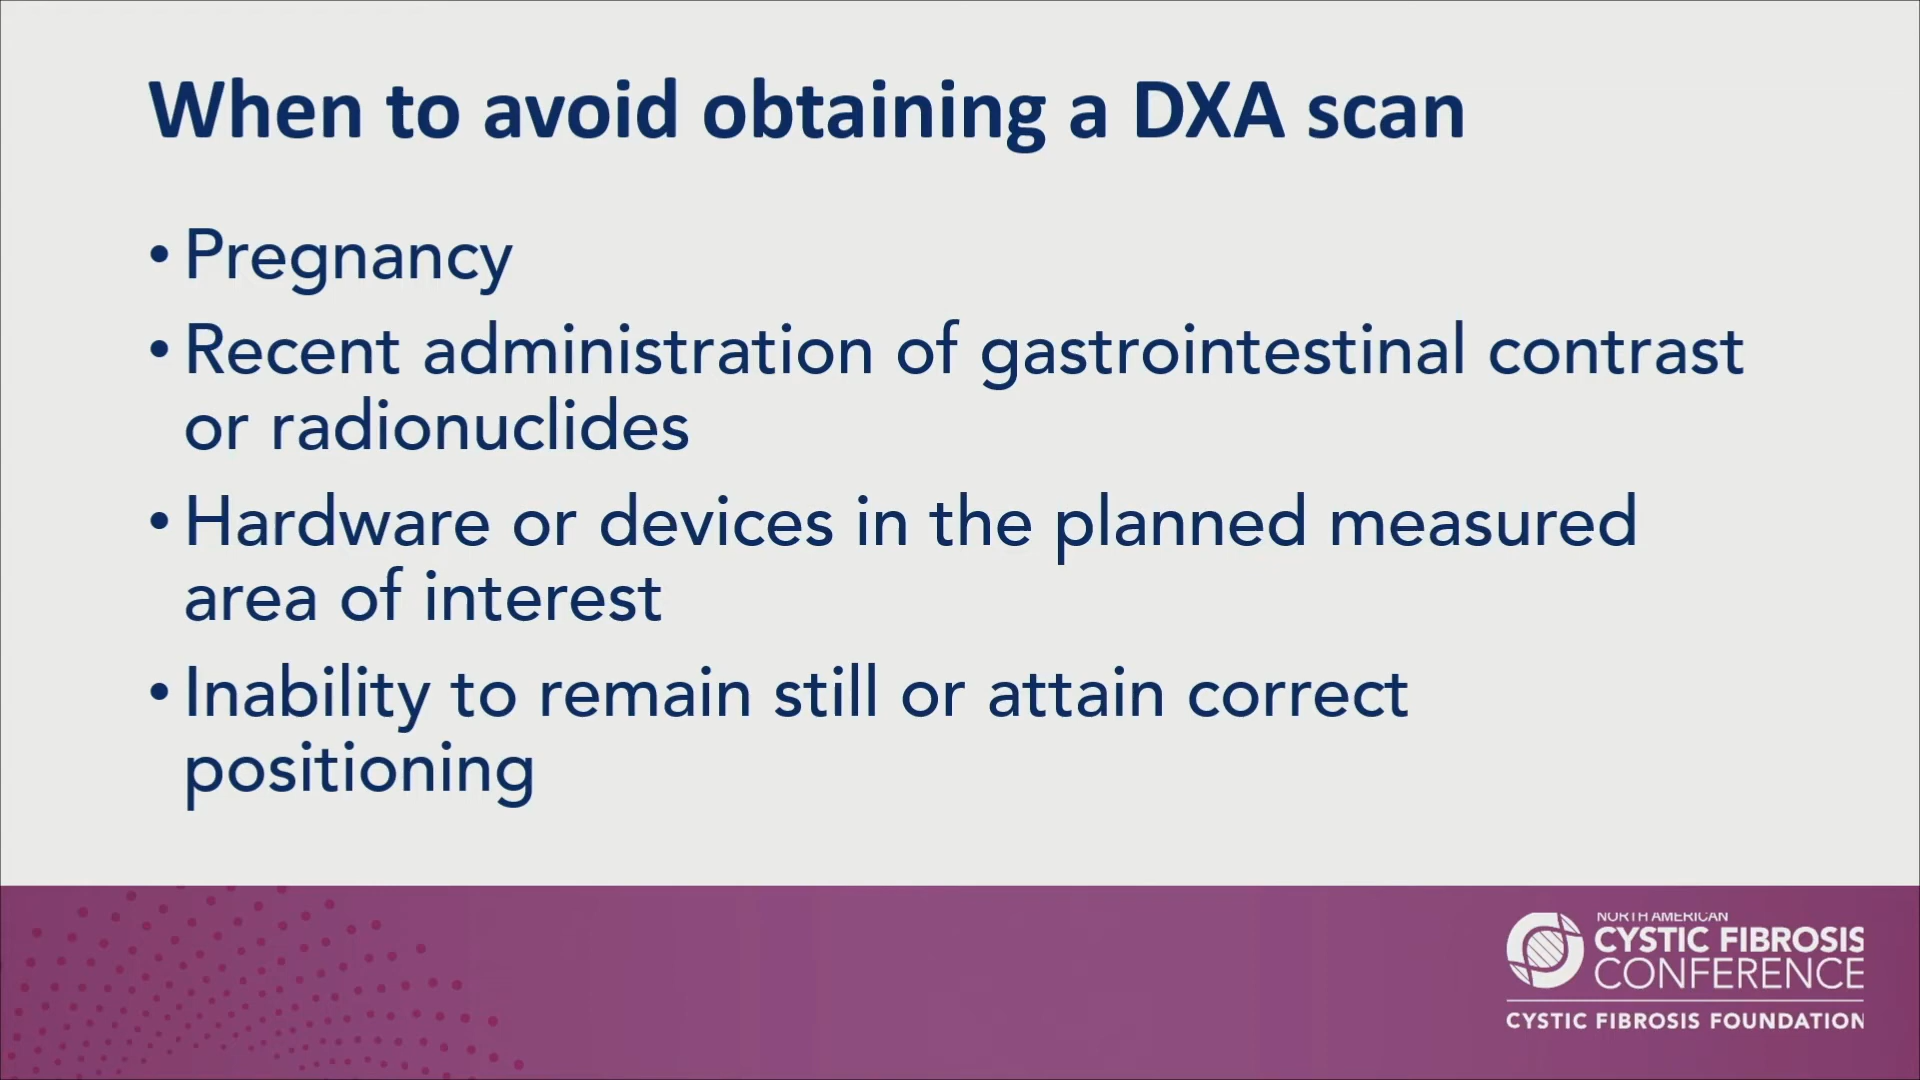 When to avoid obtaining a DXA scan
• Pregnancy
• Recent administration of gastrointestinal contrast
or radionuclides
• Hardware or devices in the planned measured
area of interest
• Inability to remain still or attain correct
positioning
NORTH AMERICAN
CYSTIC FIBROSIS
CONFERENCE
CYSTIC FIBROSIS FOUNDATION